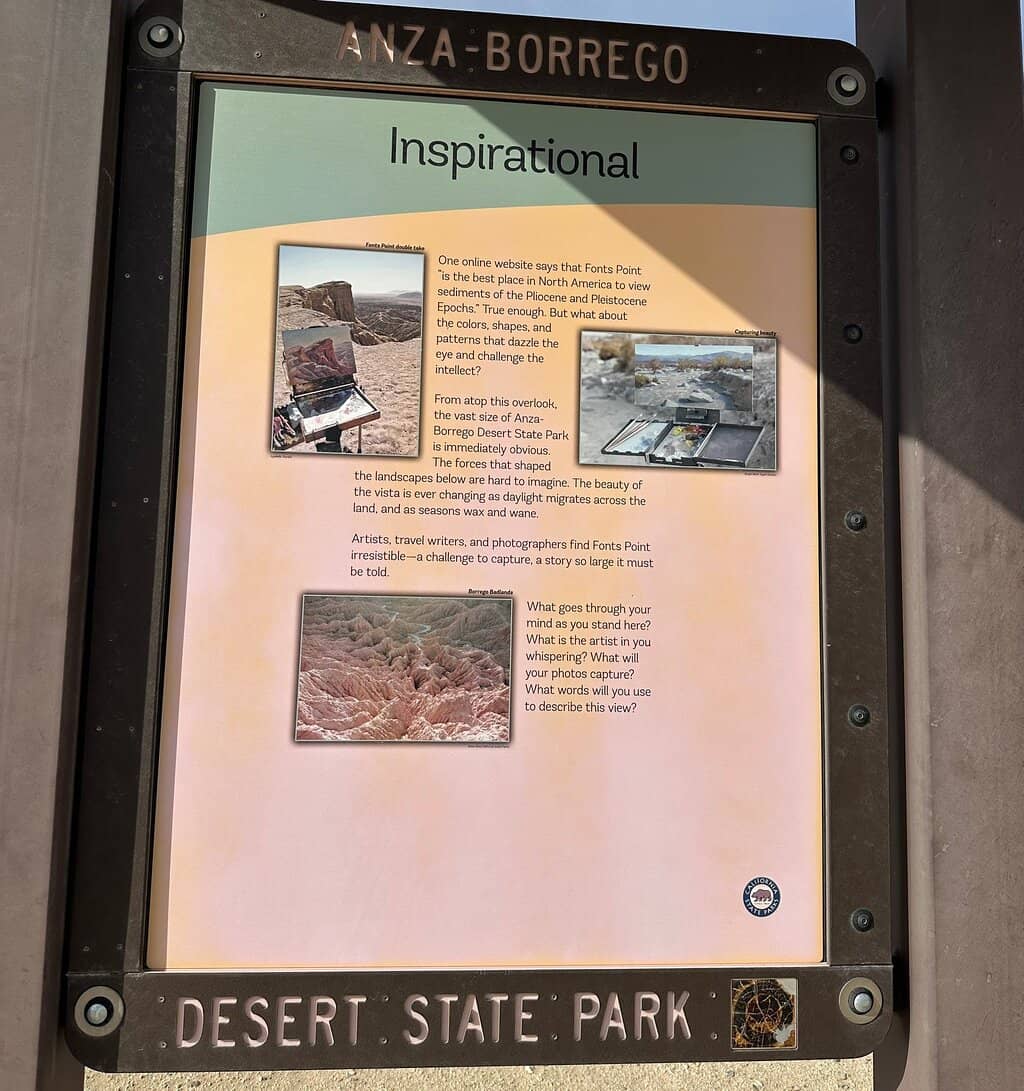 ANZA-BORREGO
Inspirational
Fonts Point double take
One online website says that Fonts Point
"is the best place in North America to view
sediments of the Pliocene and Pleistocene
Epochs." True enough. But what about
the colors, shapes, and
patterns that dazzle the
eye and challenge the
intellect?
Capturing beauty
From atop this overlook,
the vast size of Anza-
Borrego Desert State Park
is immediately obvious.
The forces that shaped
the landscapes below are hard to imagine. The beauty of
the vista is ever changing as daylight migrates across the
land, and as seasons wax and wane.
Artists, travel writers, and photographers find Fonts Point
irresistible—a challenge to capture, a story so large it must
be told.
Borrego Badlands
What goes through your
mind as you stand here?
What is the artist in you
whispering? What will
your photos capture?
What words will you use
to describe this view?
CALIFORNIA
STATE PARKS
DESERT STATE PARK